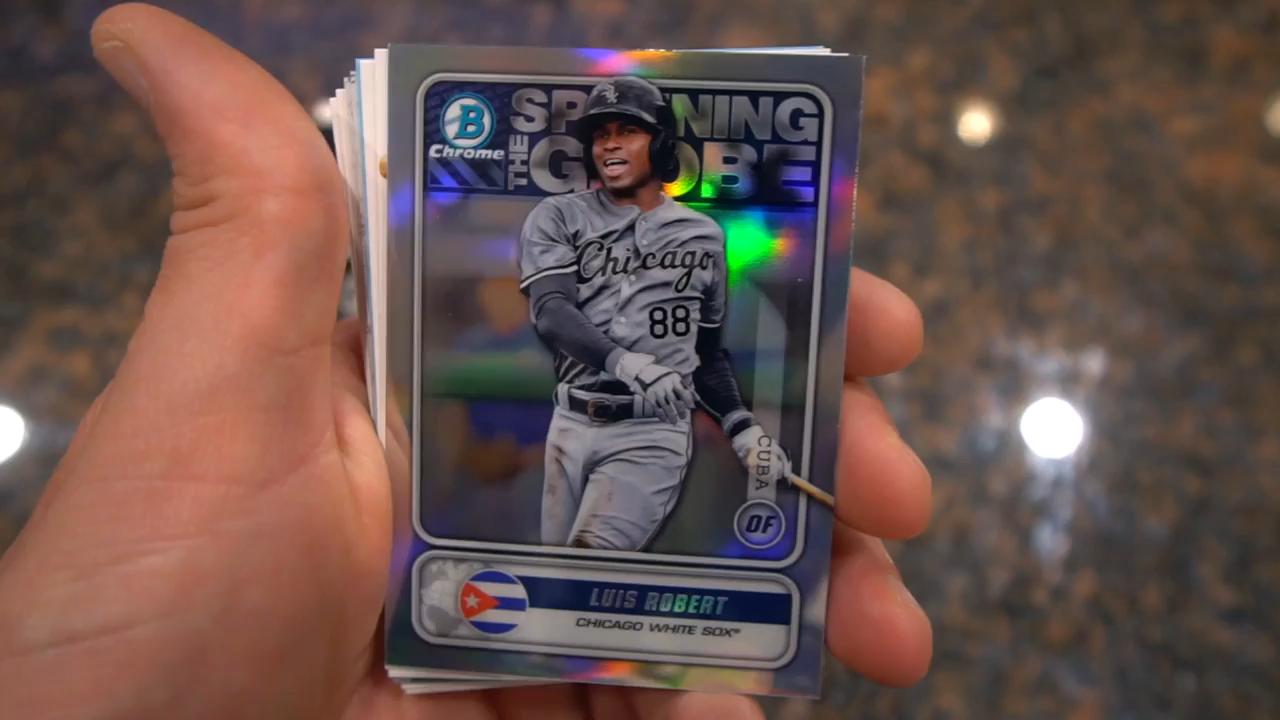 B
Chrome
SPINNING
THE
GLOBE
Chicago
88
CUBA
OF
LUIS ROBERT
CHICAGO WHITE SOX®